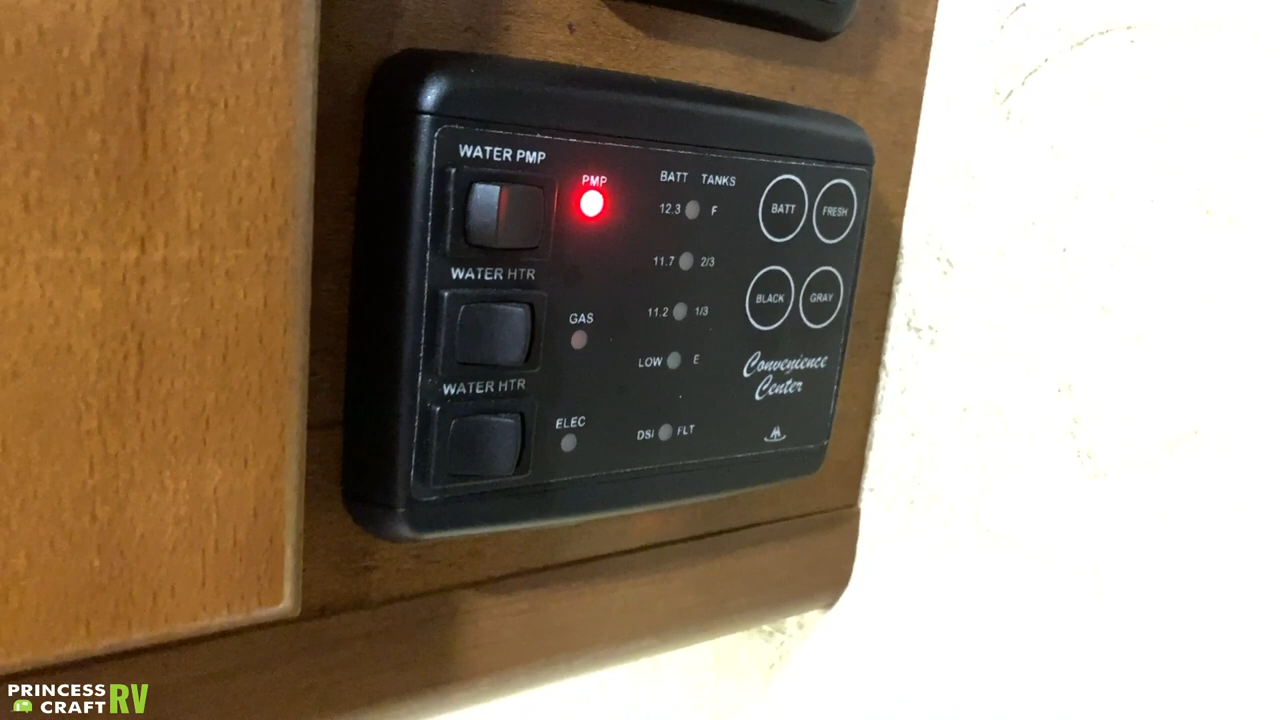 WATER PMP
PMP
BATT TANKS
12.3 F
11.7 2/3
11.2 1/3
LOW E
DSI FLT
WATER HTR
GAS
WATER HTR
ELEC
BATT FRESH
BLACK GRAY
Convenience
Center
PRINCESS
CRAFT RV